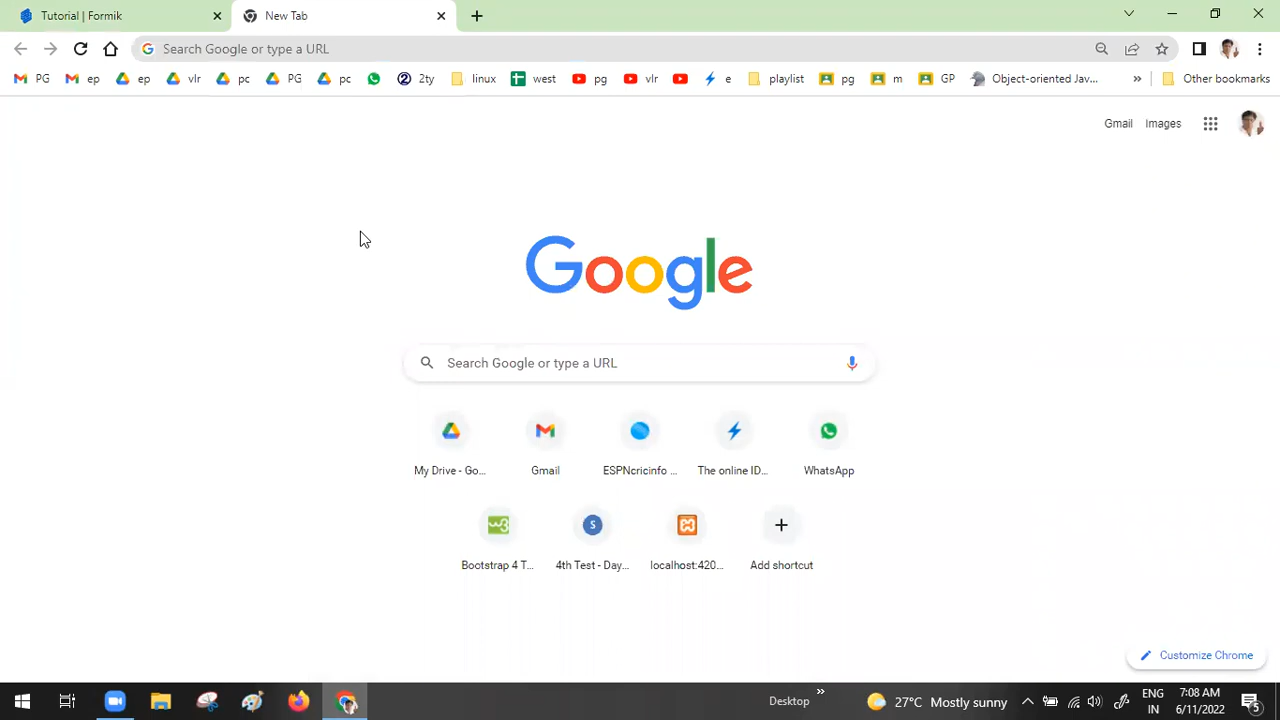 Tutorial | Formik
New Tab
Search Google or type a URL
PG
ep
ep
vlr
pc
PG
pc
2ty
linux
west
pg
vlr
e
playlist
pg
m
GP
Object-oriented Jav...
»
Other bookmarks
Gmail
Images
Google
Search Google or type a URL
My Drive - Go...
Gmail
ESPNcricinfo ...
The online ID...
WhatsApp
Bootstrap 4 T...
4th Test - Day...
localhost:420...
Add shortcut
Customize Chrome
Desktop
»
27°C Mostly sunny
ENG
IN
7:08 AM
6/11/2022
5